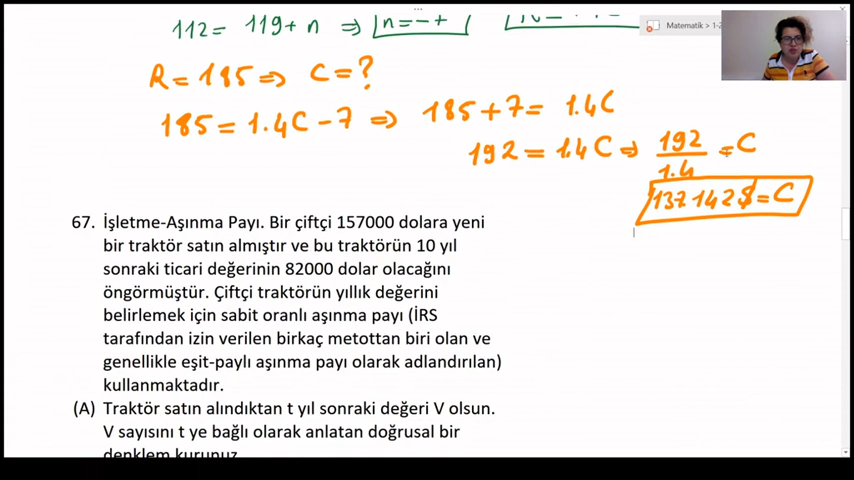 112 = 119 + n ⇒ n = - 7
Matematik > 1-2
R = 185 ⇒ C = ?
185 = 1.4C - 7 ⇒ 185 + 7 = 1.4C
192 = 1.4C ⇒ 192/1.4 = C
137.142$ = C
67. İşletme-Aşınma Payı. Bir çiftçi 157000 dolara yeni
bir traktör satın almıştır ve bu traktörün 10 yıl
sonraki ticari değerinin 82000 dolar olacağını
öngörmüştür. Çiftçi traktörün yıllık değerini
belirlemek için sabit oranlı aşınma payı (İRS
tarafından izin verilen birkaç metottan biri olan ve
genellikle eşit-paylı aşınma payı olarak adlandırılan)
kullanmaktadır.
(A) Traktör satın alındıktan t yıl sonraki değeri V olsun.
V sayısını t ye bağlı olarak anlatan doğrusal bir
denklem kurunuz